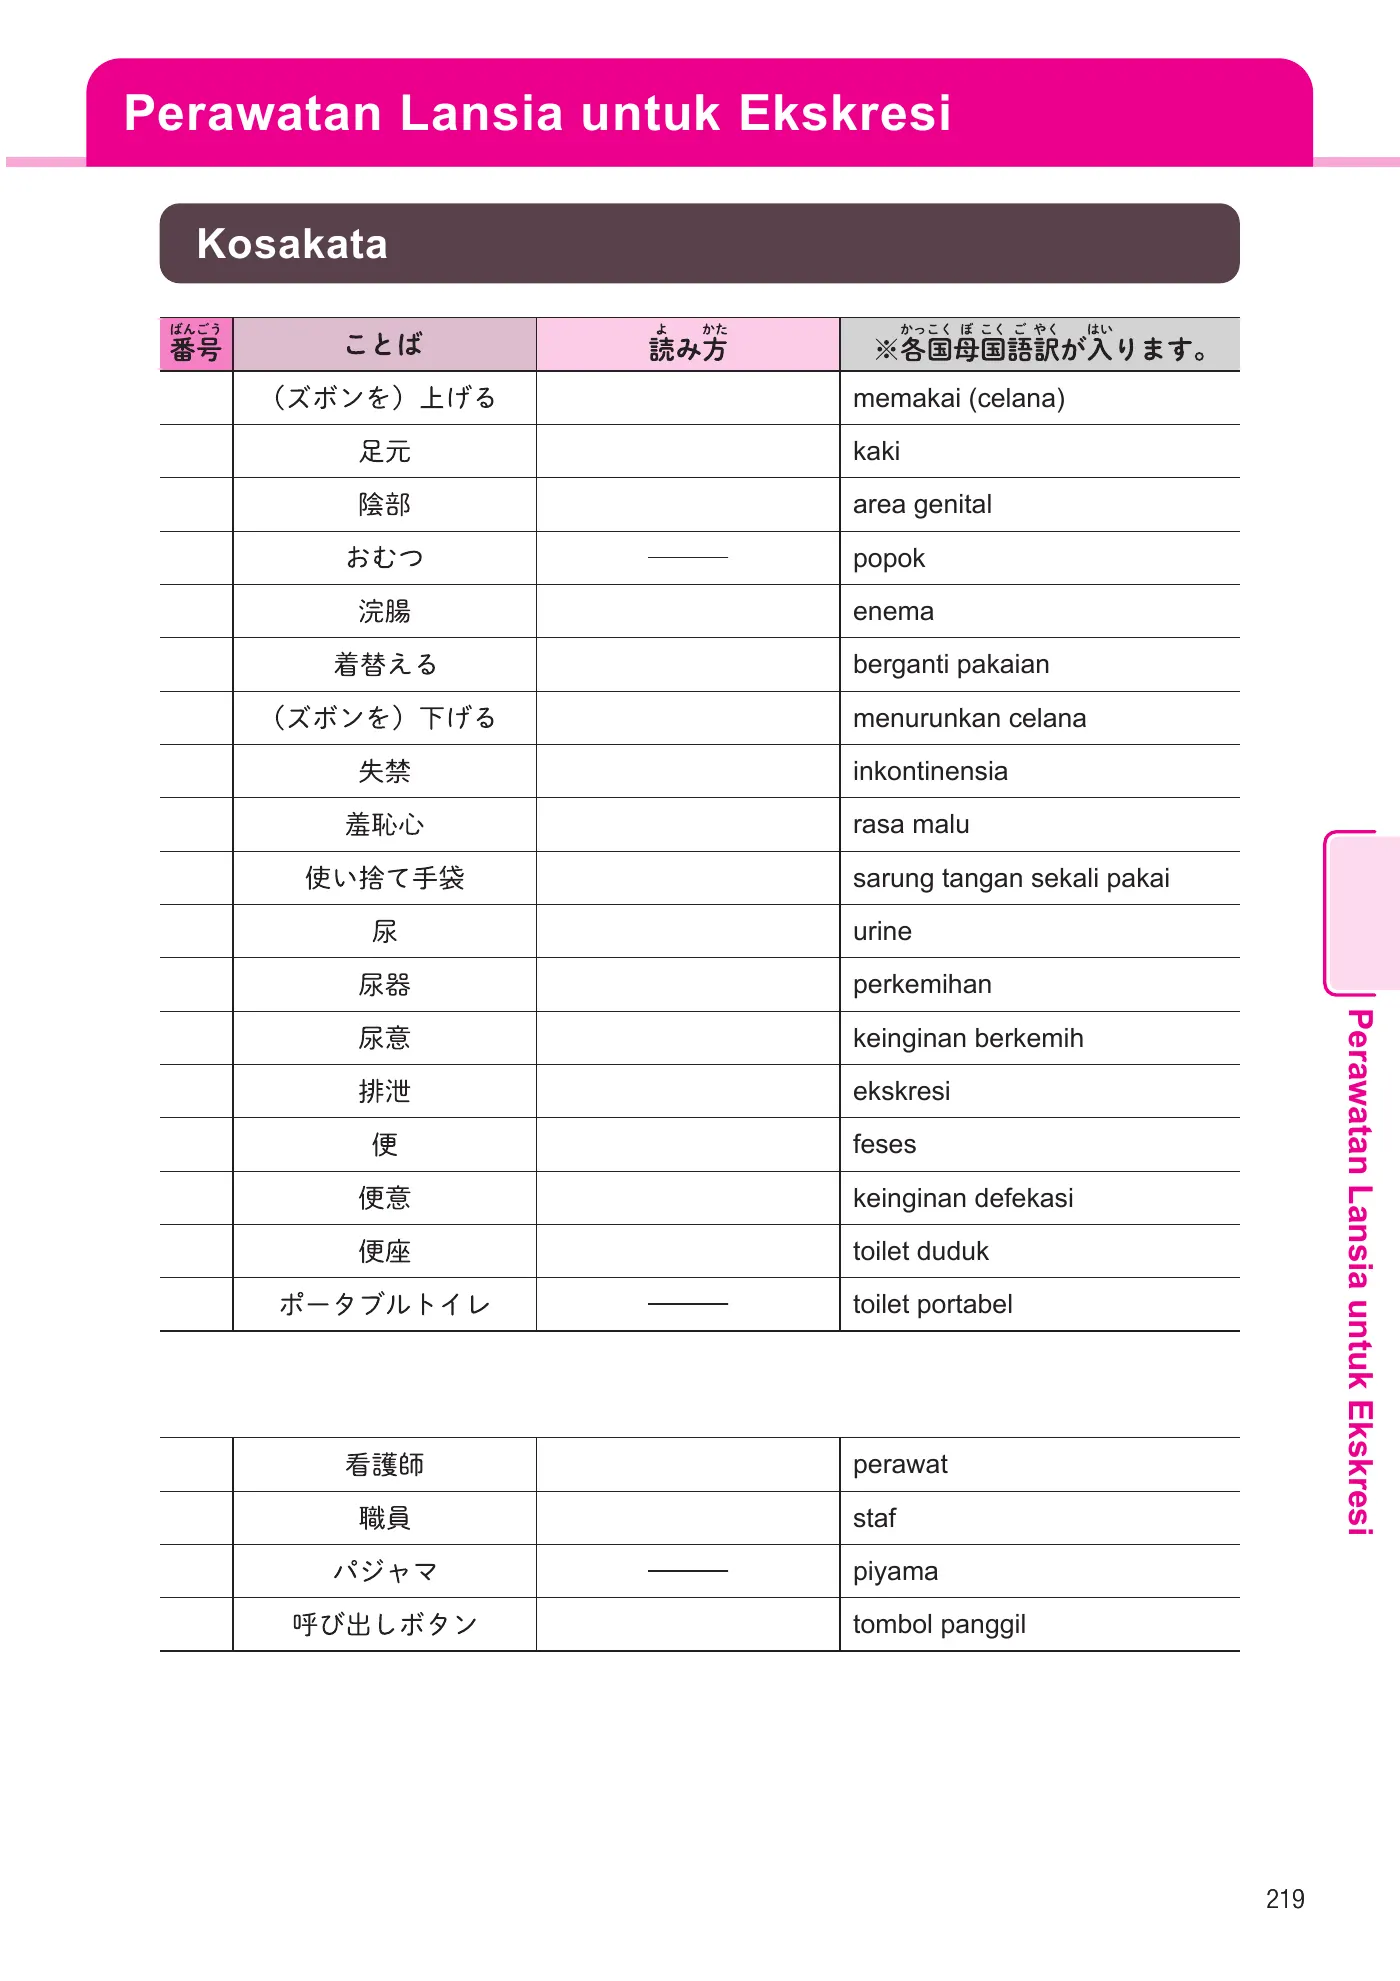 Perawatan Lansia untuk Ekskresi
Kosakata
ばんごう よ かた かっこく ぼ こく ご やく はい
番号 ことば 読み方 ※各国母国語訳が入ります。
（ズボンを）上げる memakai (celana)
足元 kaki
陰部 area genital
おむつ ——— popok
浣腸 enema
着替える berganti pakaian
（ズボンを）下げる menurunkan celana
失禁 inkontinensia
羞恥心 rasa malu
使い捨て手袋 sarung tangan sekali pakai
尿 urine
尿器 perkemihan
尿意 keinginan berkemih
排泄 ekskresi
便 feses
便意 keinginan defekasi
便座 toilet duduk
ポータブルトイレ ——— toilet portabel
看護師 perawat
職員 staf
パジャマ ——— piyama
呼び出しボタン tombol panggil
Perawatan Lansia untuk Ekskresi
219